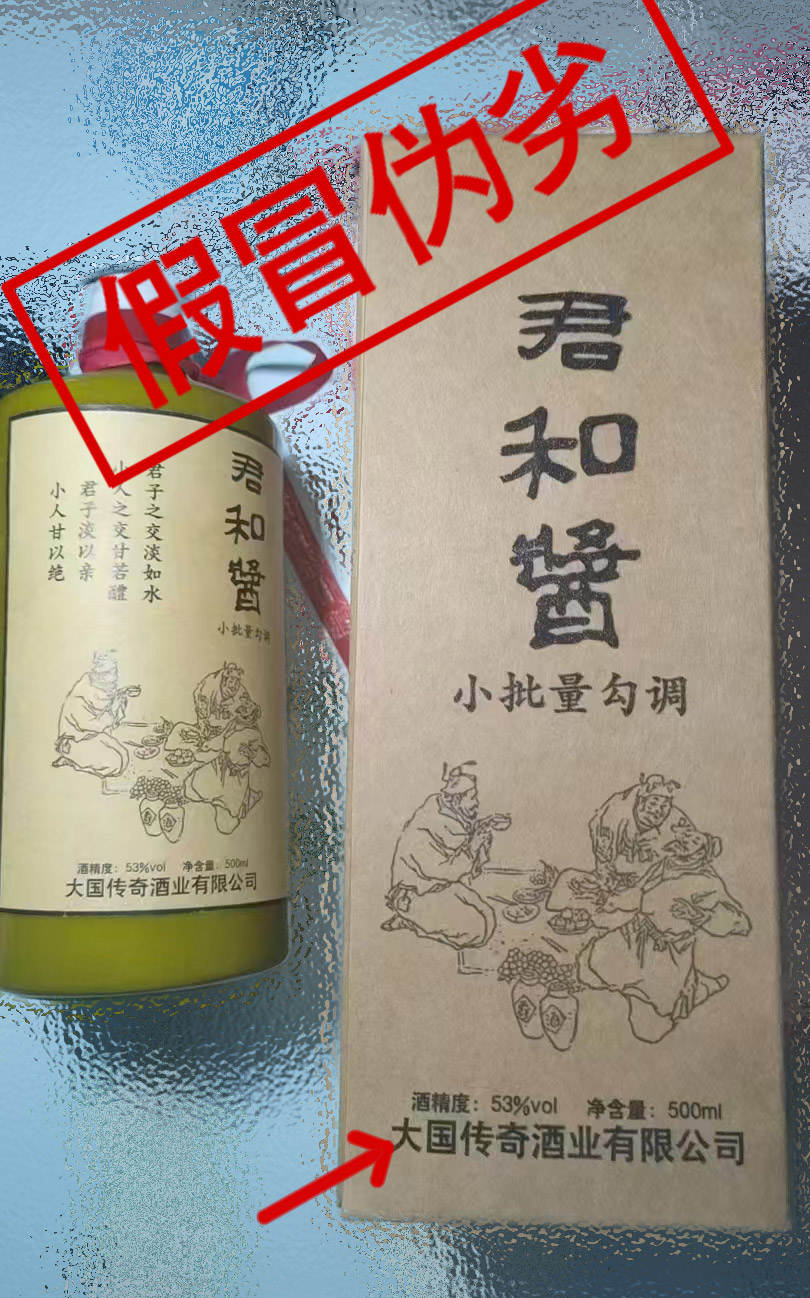 假冒伪劣
君和酱
小批量勾调
君子之交淡如水
小人之交甘若醴
君子淡以亲
小人甘以绝
酒精度：53%vol 净含量：500ml
大国传奇酒业有限公司
君和酱
小批量勾调
酒精度：53%vol 净含量：500ml
大国传奇酒业有限公司